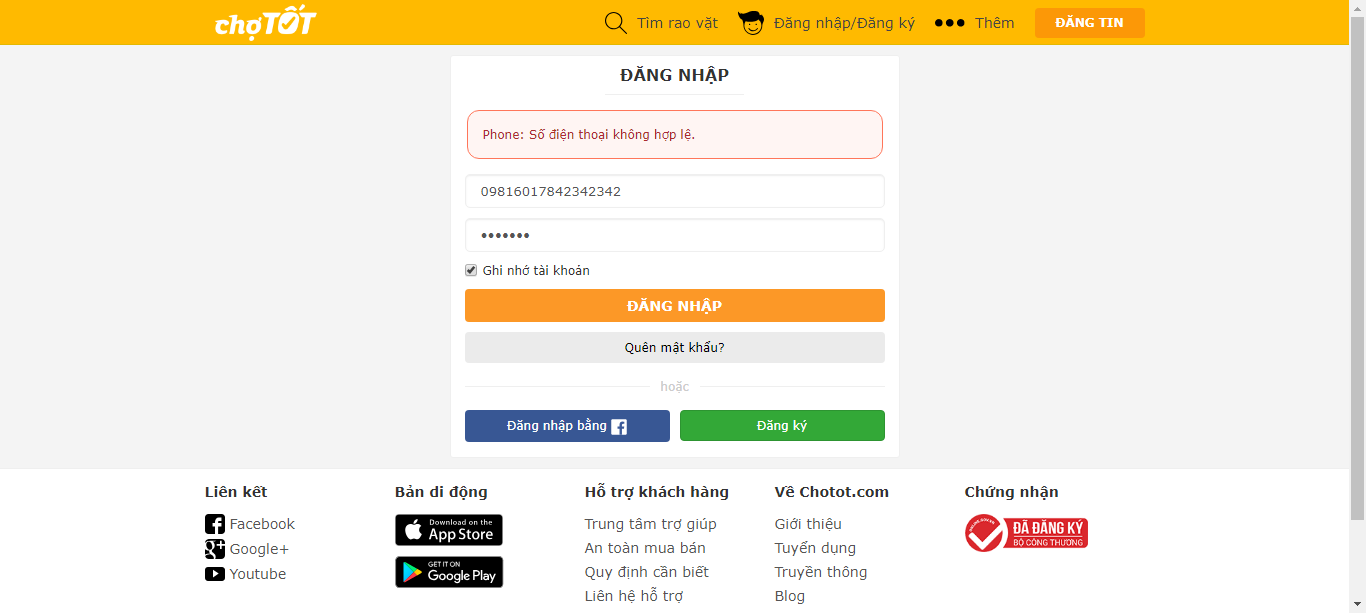 chợTỐT
Tìm rao vặt
Đăng nhập/Đăng ký
Thêm
ĐĂNG TIN
ĐĂNG NHẬP
Phone: Số điện thoại không hợp lệ.
09816017842342342
•••••••
Ghi nhớ tài khoản
ĐĂNG NHẬP
Quên mật khẩu?
hoặc
Đăng nhập bằng
Đăng ký
Liên kết
Facebook
Google+
Youtube
Bản di động
Download on the
App Store
GET IT ON
Google Play
Hỗ trợ khách hàng
Trung tâm trợ giúp
An toàn mua bán
Quy định cần biết
Liên hệ hỗ trợ
Về Chotot.com
Giới thiệu
Tuyển dụng
Truyền thông
Blog
Chứng nhận
ĐÃ ĐĂNG KÝ
BỘ CÔNG THƯƠNG